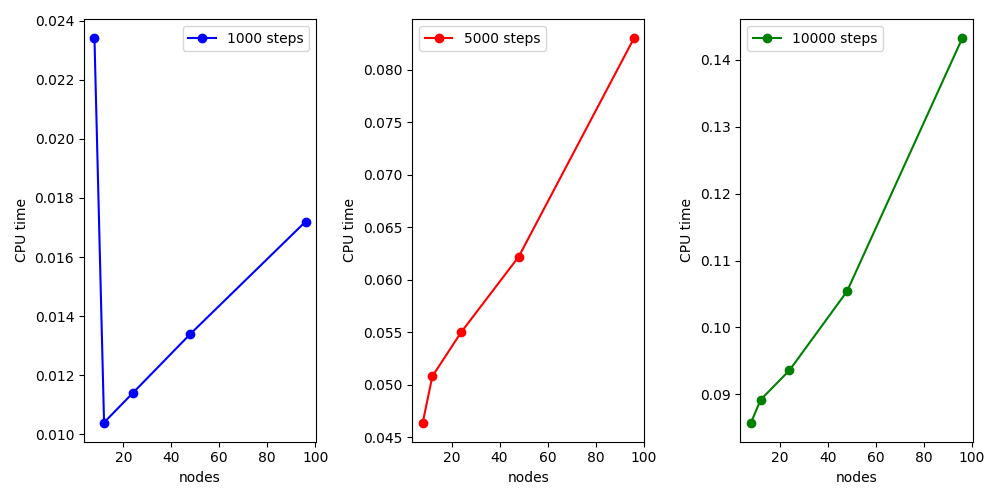 0.024
0.022
0.020
0.018
0.016
0.014
0.012
0.010
CPU time
20 40 60 80 100
nodes
1000 steps
0.080
0.075
0.070
0.065
0.060
0.055
0.050
0.045
CPU time
20 40 60 80 100
nodes
5000 steps
0.14
0.13
0.12
0.11
0.10
0.09
CPU time
20 40 60 80 100
nodes
10000 steps